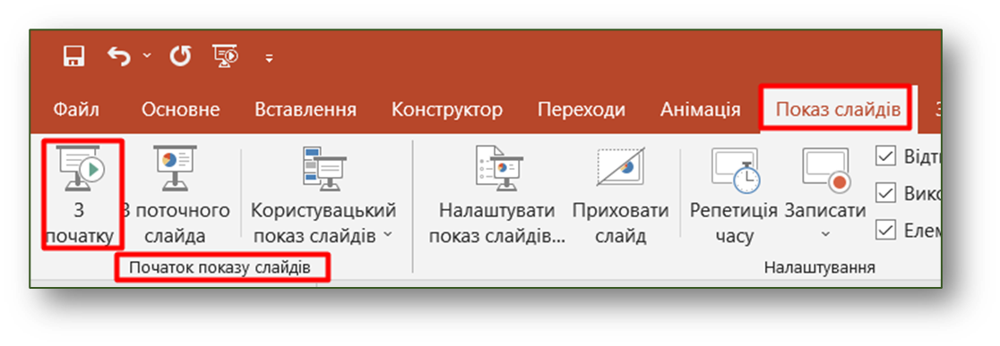 Файл Основне Вставлення Конструктор Переходи Анімація Показ слайдів
З початку
З поточного слайда
Користувацький показ слайдів
Налаштувати показ слайдів...
Приховати слайд
Репетиція часу
Записати
Початок показу слайдів
Налаштування